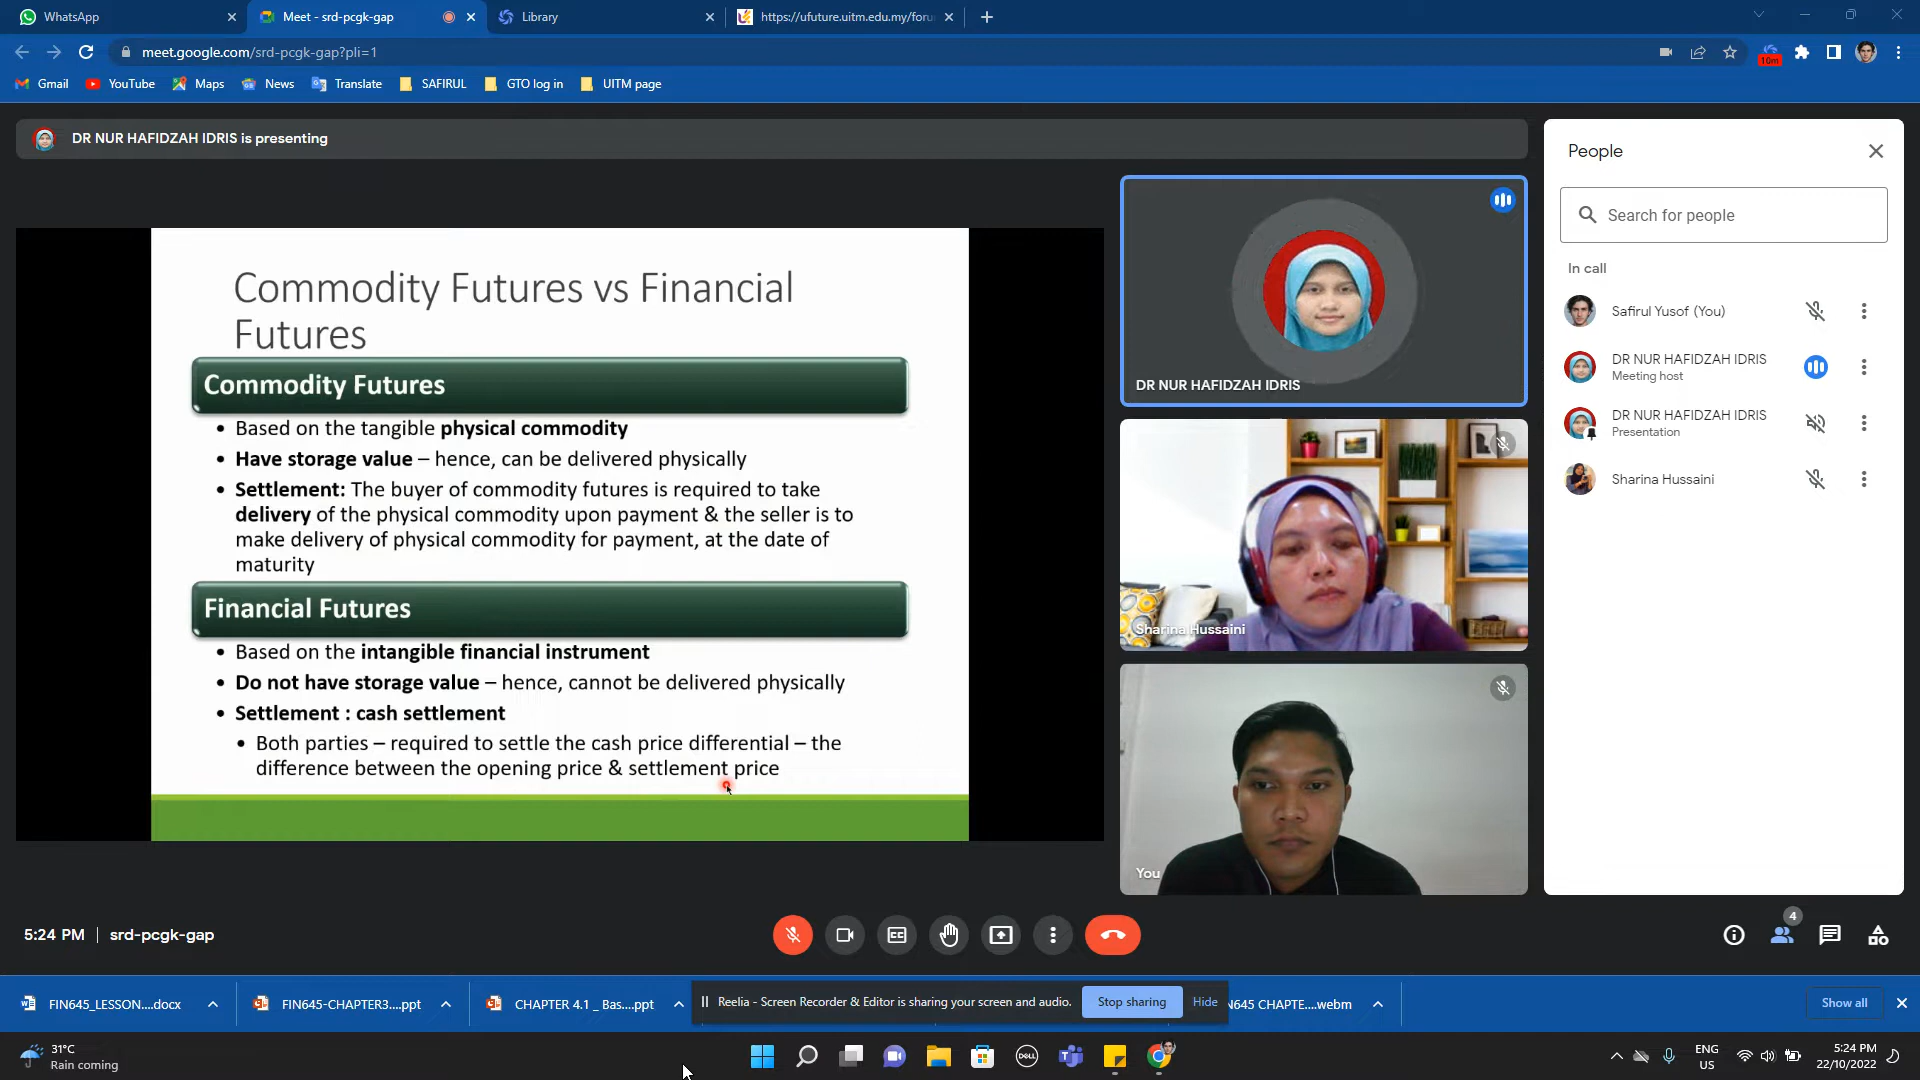 WhatsApp
Meet - srd-pcgk-gap
Library
https://ufuture.uitm.edu.my/foru
meet.google.com/srd-pcgk-gap?pli=1
10m
Gmail
YouTube
Maps
News
Translate
SAFIRUL
GTO log in
UITM page
DR NUR HAFIDZAH IDRIS is presenting
Commodity Futures vs Financial
Futures
Commodity Futures
• Based on the tangible physical commodity
• Have storage value – hence, can be delivered physically
• Settlement: The buyer of commodity futures is required to take
delivery of the physical commodity upon payment & the seller is to
make delivery of physical commodity for payment, at the date of
maturity
Financial Futures
• Based on the intangible financial instrument
• Do not have storage value – hence, cannot be delivered physically
• Settlement : cash settlement
• Both parties – required to settle the cash price differential – the
difference between the opening price & settlement price
DR NUR HAFIDZAH IDRIS
Sharina Hussaini
You
People
Search for people
In call
Safirul Yusof (You)
DR NUR HAFIDZAH IDRIS
Meeting host
DR NUR HAFIDZAH IDRIS
Presentation
Sharina Hussaini
5:24 PM | srd-pcgk-gap
4
FIN645_LESSON....docx
FIN645-CHAPTER3....ppt
CHAPTER 4.1 _ Bas....ppt
Reelia - Screen Recorder & Editor is sharing your screen and audio.
Stop sharing
Hide
N645 CHAPTE....webm
Show all
31°C
Rain coming
DELL
ENG
US
5:24 PM
22/10/2022